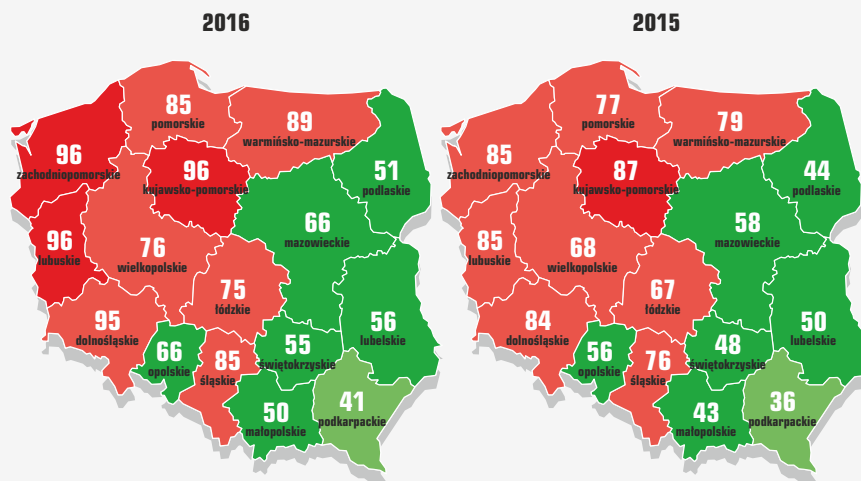 2016
85
pomorskie
89
warmińsko-mazurskie
96
zachodniopomorskie
96
kujawsko-pomorskie
51
podlaskie
66
mazowieckie
96
lubuskie
76
wielkopolskie
75
łódzkie
95
dolnośląskie
56
lubelskie
66
opolskie
85
śląskie
55
świętokrzyskie
50
małopolskie
41
podkarpackie
2015
77
pomorskie
79
warmińsko-mazurskie
85
zachodniopomorskie
87
kujawsko-pomorskie
44
podlaskie
58
mazowieckie
85
lubuskie
68
wielkopolskie
67
łódzkie
84
dolnośląskie
50
lubelskie
56
opolskie
76
śląskie
48
świętokrzyskie
43
małopolskie
36
podkarpackie